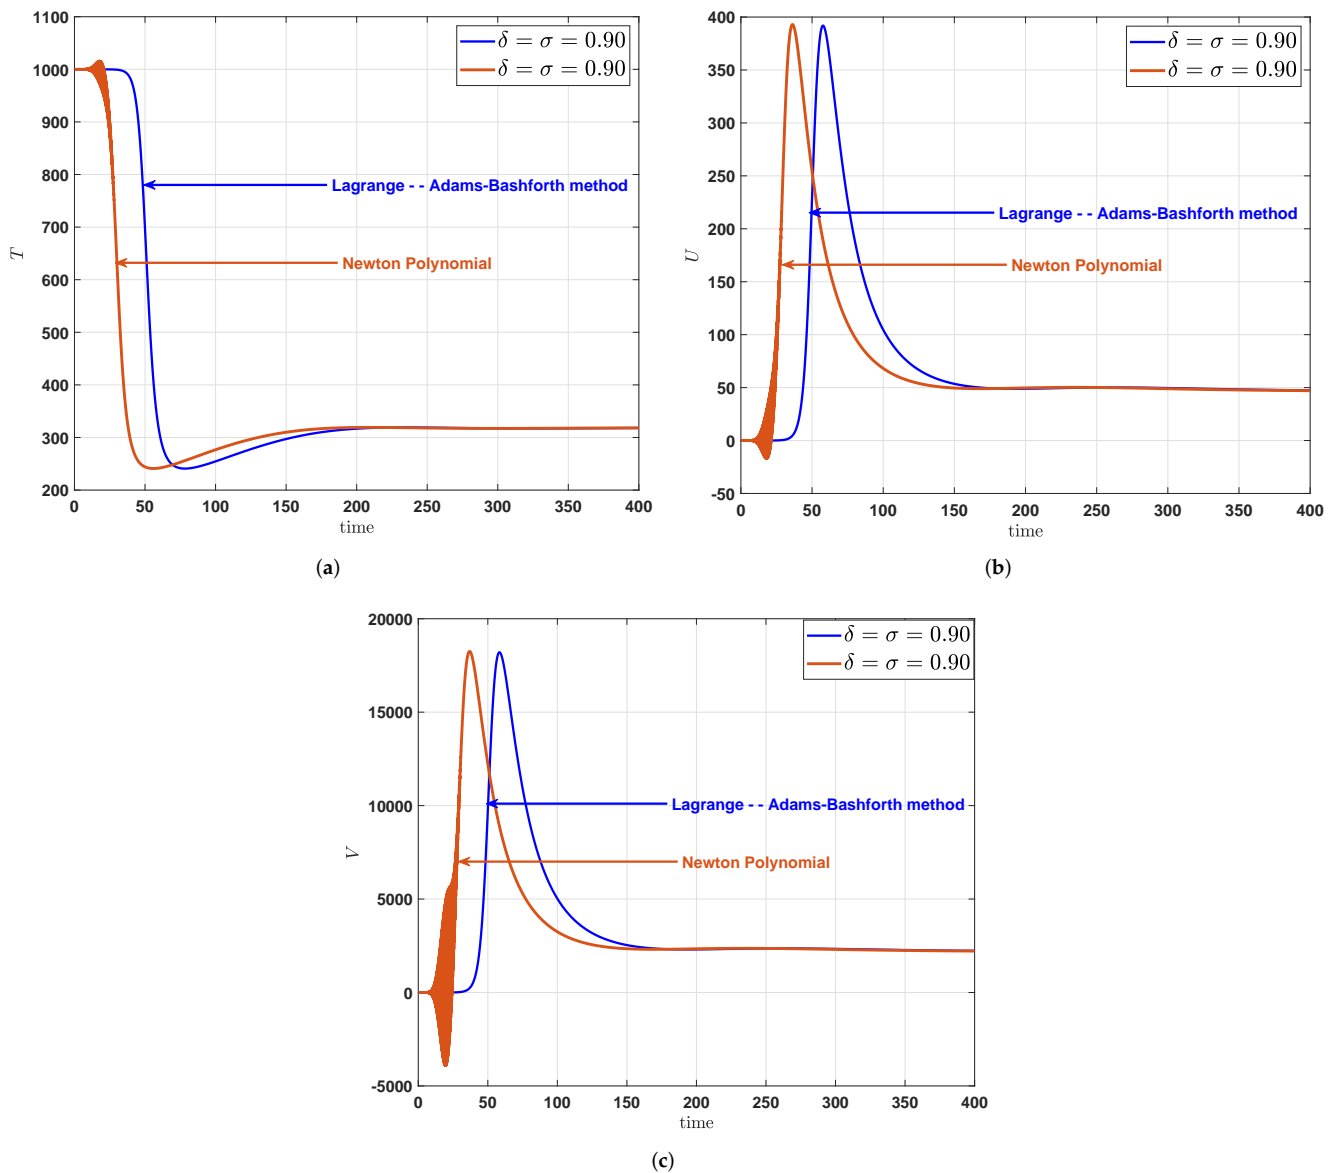 1100
1000
900
800
700
600
500
400
300
200
T
0 50 100 150 200 250 300 350 400
time
δ = σ = 0.90
δ = σ = 0.90
Lagrange - - Adams-Bashforth method
Newton Polynomial
(a)
400
350
300
250
200
150
100
50
0
-50
U
0 50 100 150 200 250 300 350 400
time
δ = σ = 0.90
δ = σ = 0.90
Lagrange - - Adams-Bashforth method
Newton Polynomial
(b)
20000
15000
10000
5000
0
-5000
V
0 50 100 150 200 250 300 350 400
time
δ = σ = 0.90
δ = σ = 0.90
Lagrange - - Adams-Bashforth method
Newton Polynomial
(c)